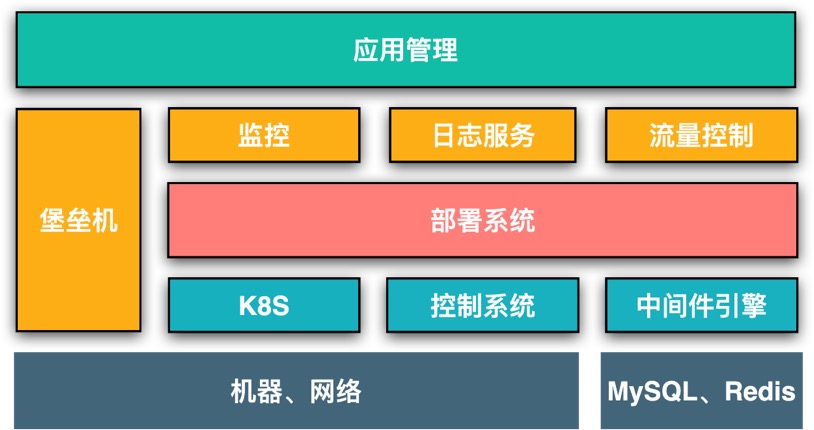 应用管理
监控
日志服务
流量控制
堡垒机
部署系统
K8S
控制系统
中间件引擎
机器、网络
MySQL、Redis